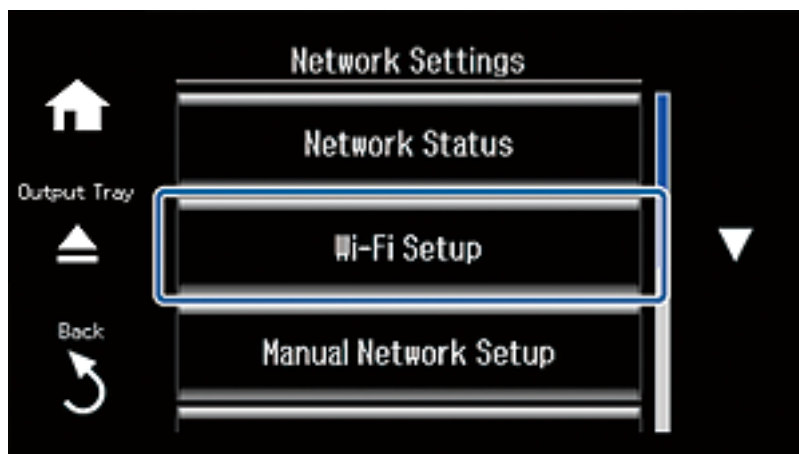 Network Settings
Network Status
Output Tray
Wi-Fi Setup
Back
Manual Network Setup